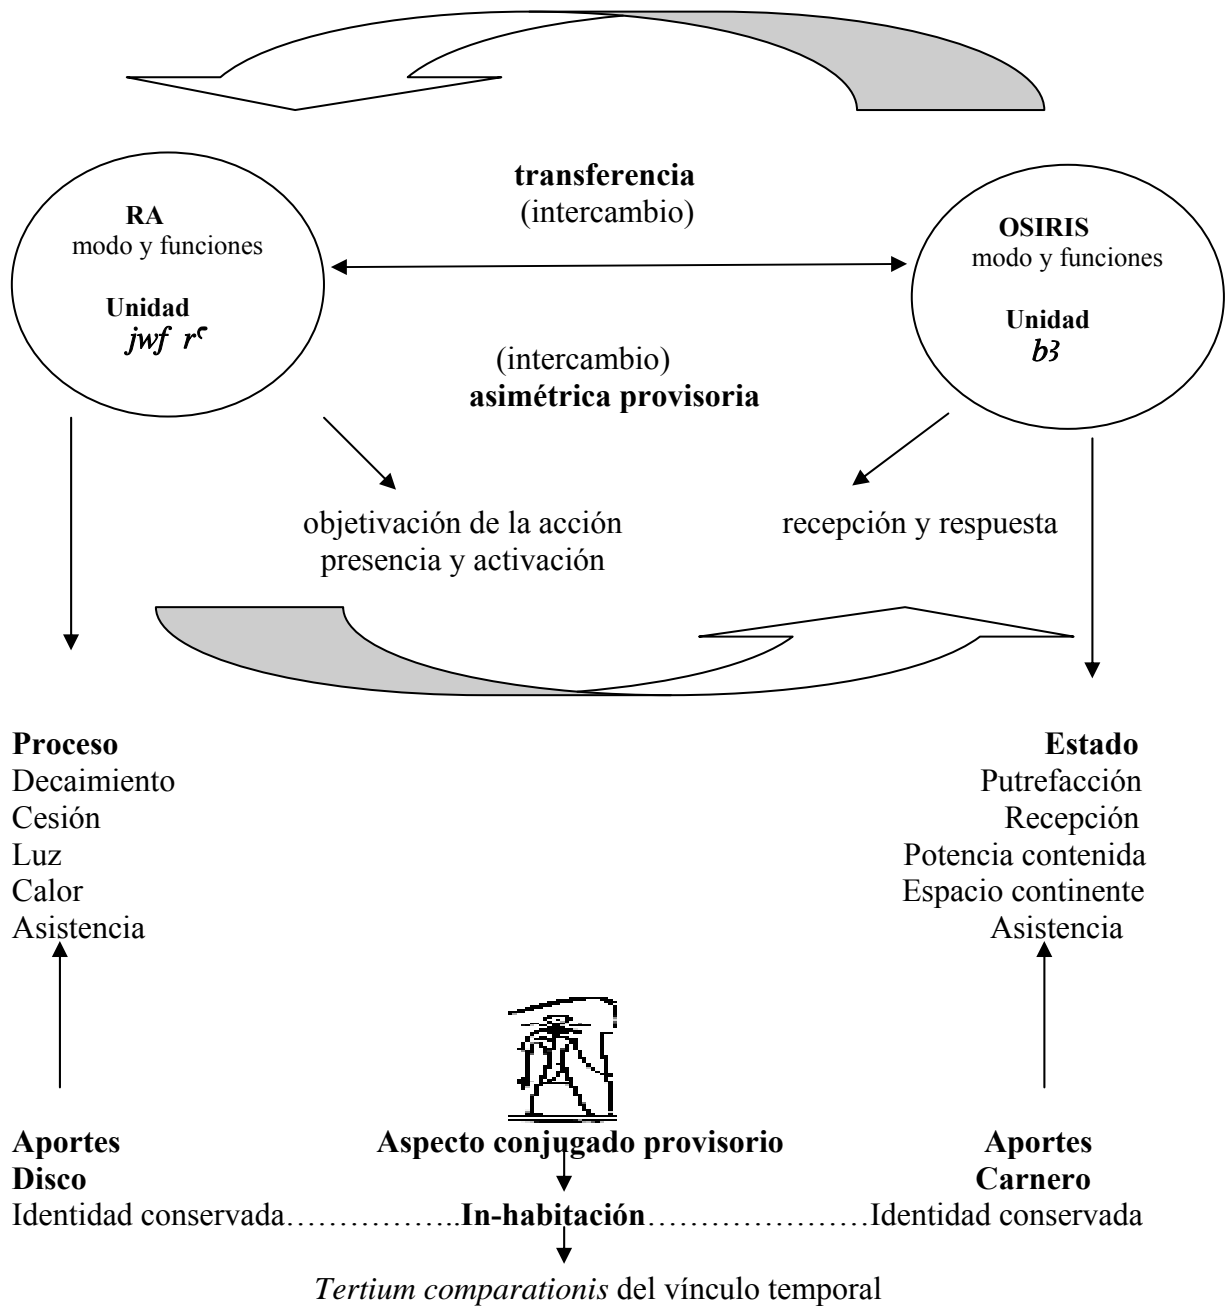 transferencia
(intercambio)
RA
modo y funciones
Unidad
jwf rꜥ
OSIRIS
modo y funciones
Unidad
bꜣ
(intercambio)
asimétrica provisoria
objetivación de la acción
presencia y activación
recepción y respuesta
Proceso
Decaimiento
Cesión
Luz
Calor
Asistencia
Estado
Putrefacción
Recepción
Potencia contenida
Espacio continente
Asistencia
Aportes
Disco
Aspecto conjugado provisorio
Aportes
Carnero
Identidad conservada……………..In-habitación…………………Identidad conservada
Tertium comparationis del vínculo temporal